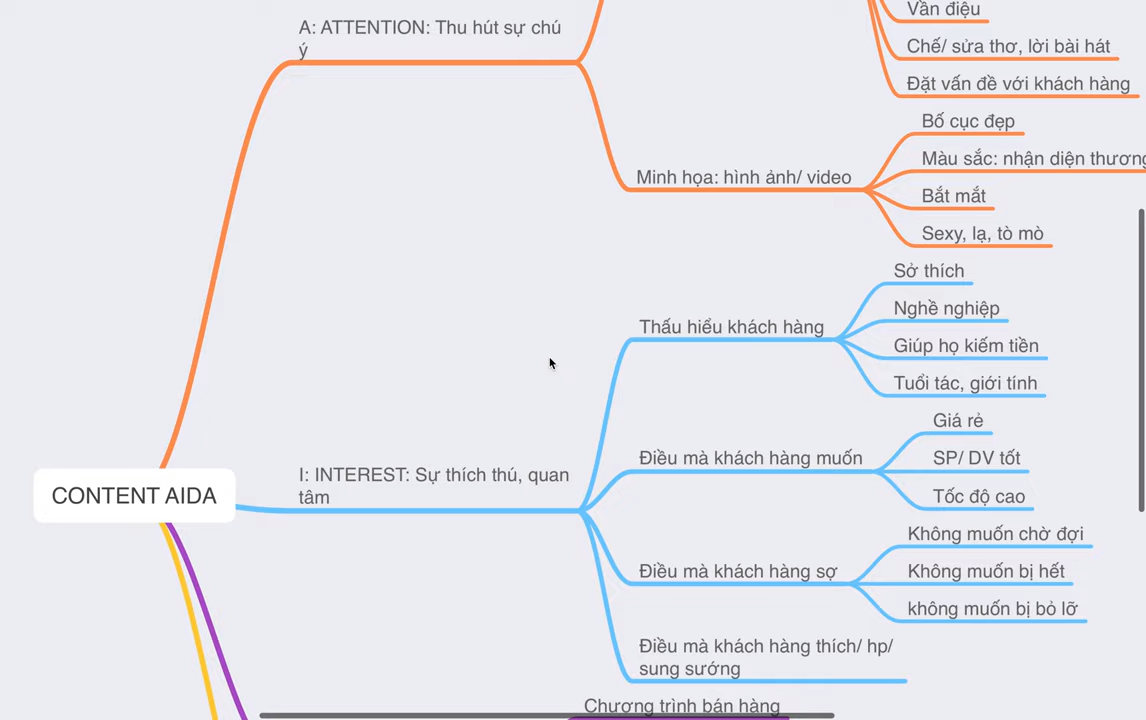 A: ATTENTION: Thu hút sự chú
ý
Vần điệu
Chế/ sửa thơ, lời bài hát
Đặt vấn đề với khách hàng
Minh họa: hình ảnh/ video
Bố cục đẹp
Màu sắc: nhận diện thương
Bắt mắt
Sexy, lạ, tò mò
CONTENT AIDA
I: INTEREST: Sự thích thú, quan
tâm
Thấu hiểu khách hàng
Sở thích
Nghề nghiệp
Giúp họ kiếm tiền
Tuổi tác, giới tính
Điều mà khách hàng muốn
Giá rẻ
SP/ DV tốt
Tốc độ cao
Điều mà khách hàng sợ
Không muốn chờ đợi
Không muốn bị hết
không muốn bị bỏ lỡ
Điều mà khách hàng thích/ hp/
sung sướng
Chương trình bán hàng